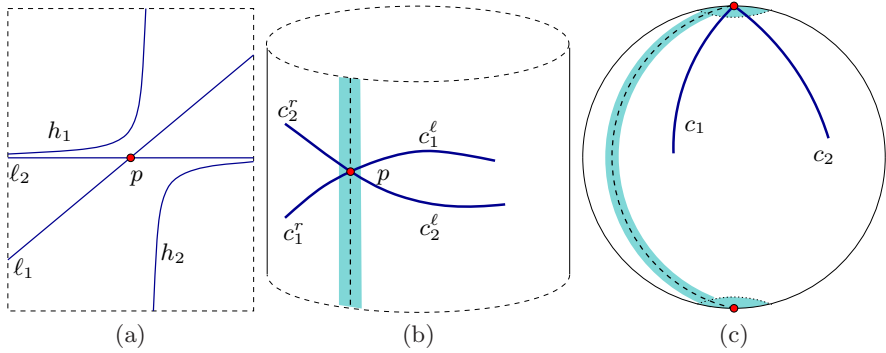 h₁
ℓ₂
p
ℓ₁
h₂
(a)
c₂ʳ
c₁ˡ
p
c₁ʳ
c₂ˡ
(b)
c₁
c₂
(c)